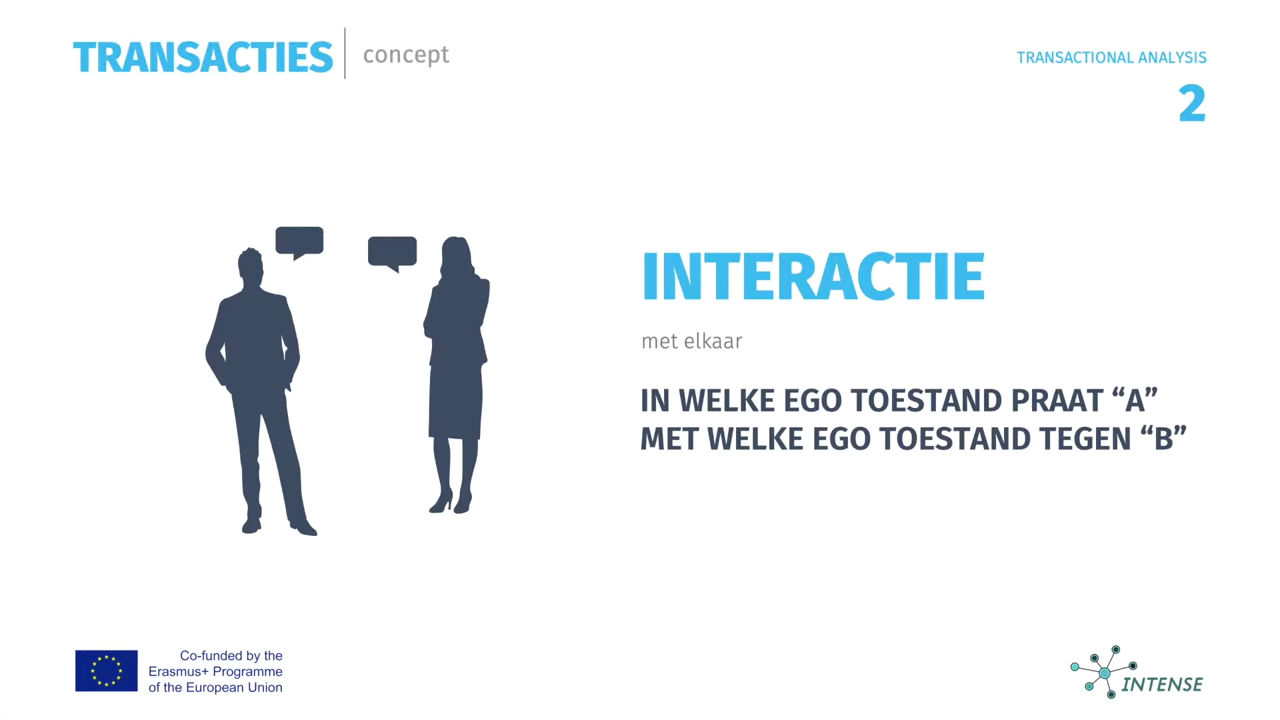 TRANSACTIES
concept
TRANSACTIONAL ANALYSIS
2
INTERACTIE
met elkaar
IN WELKE EGO TOESTAND PRAAT “A”
MET WELKE EGO TOESTAND TEGEN “B”
Co-funded by the
Erasmus+ Programme
of the European Union
INTENSE